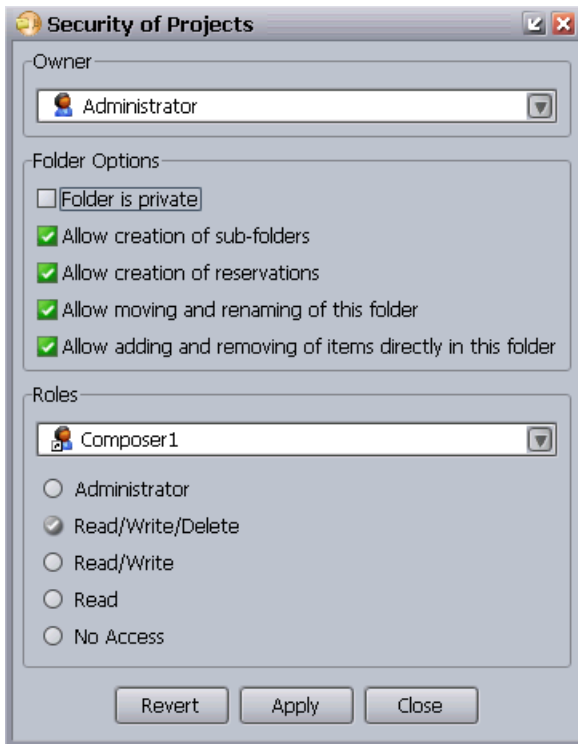 Security of Projects
Owner
Administrator
Folder Options
Folder is private
Allow creation of sub-folders
Allow creation of reservations
Allow moving and renaming of this folder
Allow adding and removing of items directly in this folder
Roles
Composer1
Administrator
Read/Write/Delete
Read/Write
Read
No Access
Revert Apply Close